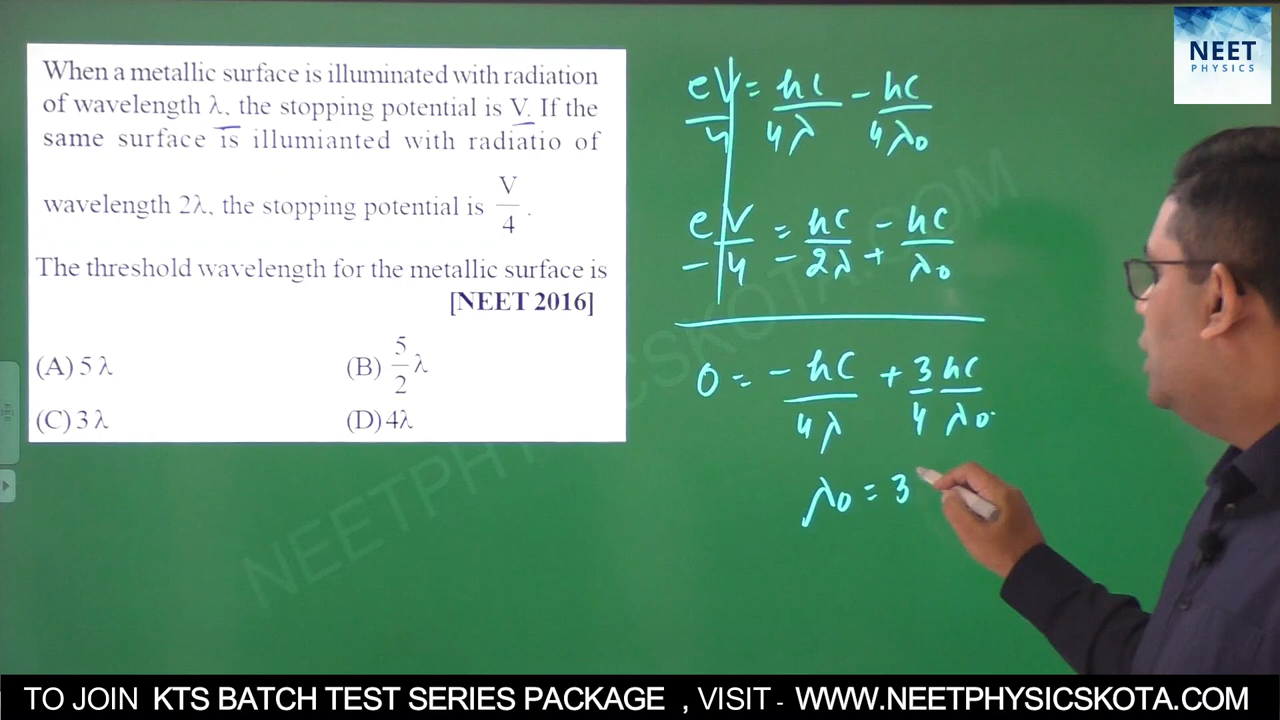 NEET
PHYSICS
When a metallic surface is illuminated with radiation
of wavelength λ, the stopping potential is V. If the
same surface is illumianted with radiatio of
wavelength 2λ, the stopping potential is V/4 .
The threshold wavelength for the metallic surface is
[NEET 2016]
(A) 5 λ (B) 5/2 λ
(C) 3 λ (D) 4λ
eV/4 = hc/4λ - hc/4λ0
eV/4 = hc/2λ - hc/λ0
- - +
0 = - hc/4λ + 3/4 hc/λ0
λ0 = 3
NEETPHYSICSKOTA.COM
TO JOIN KTS BATCH TEST SERIES PACKAGE , VISIT - WWW.NEETPHYSICSKOTA.COM